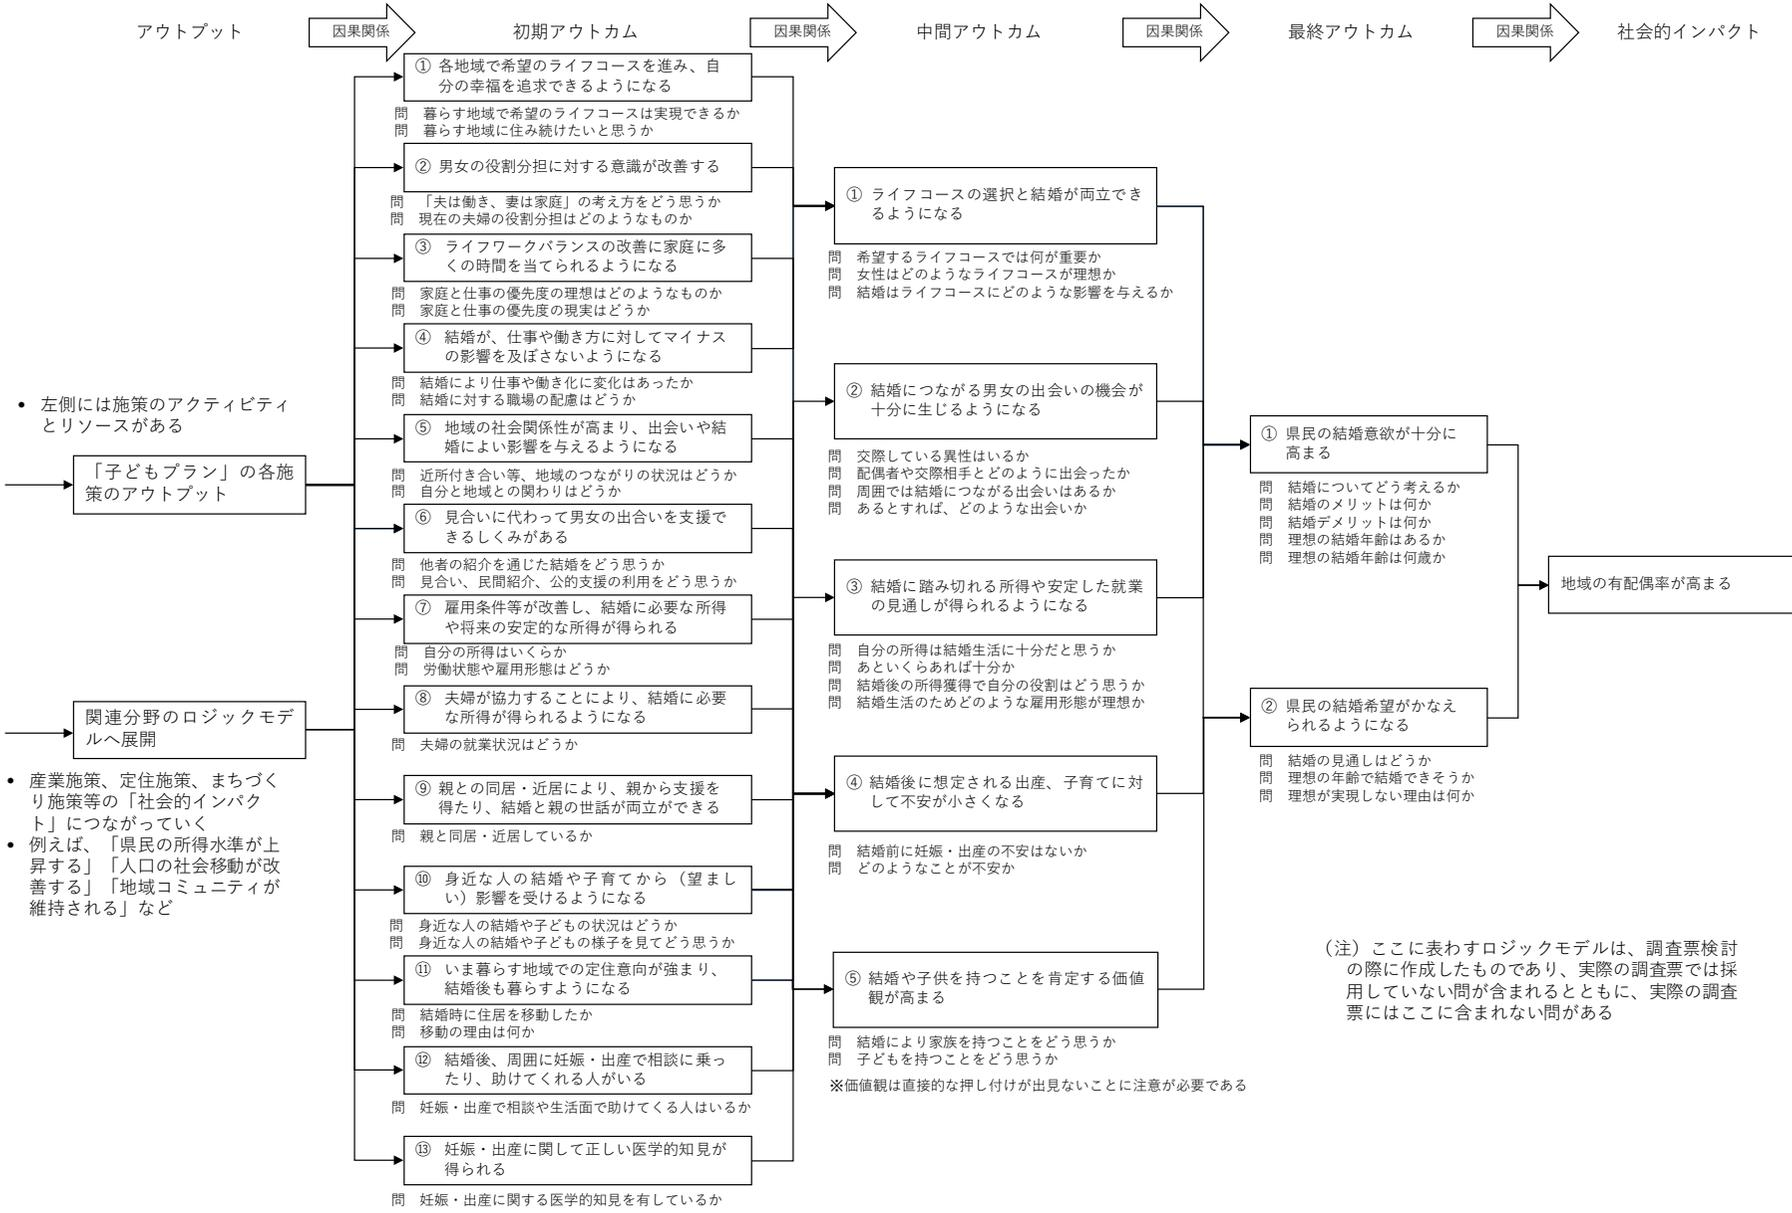 アウトプット
因果関係
初期アウトカム
因果関係
中間アウトカム
因果関係
最終アウトカム
因果関係
社会的インパクト
• 左側には施策のアクティビティ
とリソースがある
「子どもプラン」の各施
策のアウトプット
関連分野のロジックモデ
ルへ展開
• 産業施策、定住施策、まちづく
り施策等の「社会的インパク
ト」につながっていく
• 例えば、「県民の所得水準が上
昇する」「人口の社会移動が改
善する」「地域コミュニティが
維持される」など
① 各地域で希望のライフコースを進み、自
分の幸福を追求できるようになる
問 暮らす地域で希望のライフコースは実現できるか
問 暮らす地域に住み続けたいと思うか
② 男女の役割分担に対する意識が改善する
問 「夫は働き、妻は家庭」の考え方をどう思うか
問 現在の夫婦の役割分担はどのようなものか
③ ライフワークバランスの改善に家庭に多
くの時間を当てられるようになる
問 家庭と仕事の優先度の理想はどのようなものか
問 家庭と仕事の優先度の現実はどうか
④ 結婚が、仕事や働き方に対してマイナス
の影響を及ぼさないようになる
問 結婚により仕事や働き化に変化はあったか
問 結婚に対する職場の配慮はどうか
⑤ 地域の社会関係性が高まり、出会いや結
婚によい影響を与えるようになる
問 近所付き合い等、地域のつながりの状況はどうか
問 自分と地域との関わりはどうか
⑥ 見合いに代わって男女の出合いを支援で
きるしくみがある
問 他者の紹介を通じた結婚をどう思うか
問 見合い、民間紹介、公的支援の利用をどう思うか
⑦ 雇用条件等が改善し、結婚に必要な所得
や将来の安定的な所得が得られる
問 自分の所得はいくらか
問 労働状態や雇用形態はどうか
⑧ 夫婦が協力することにより、結婚に必要
な所得が得られるようになる
問 夫婦の就業状況はどうか
⑨ 親との同居・近居により、親から支援を
得たり、結婚と親の世話が両立ができる
問 親と同居・近居しているか
⑩ 身近な人の結婚や子育てから（望まし
い）影響を受けるようになる
問 身近な人の結婚や子どもの状況はどうか
問 身近な人の結婚や子どもの様子を見てどう思うか
⑪ いま暮らす地域での定住意向が強まり、
結婚後も暮らすようになる
問 結婚時に住居を移動したか
問 移動の理由は何か
⑫ 結婚後、周囲に妊娠・出産で相談に乗っ
たり、助けてくれる人がいる
問 妊娠・出産で相談や生活面で助けてくる人はいるか
⑬ 妊娠・出産に関して正しい医学的知見が
得られる
問 妊娠・出産に関する医学的知見を有しているか
① ライフコースの選択と結婚が両立でき
るようになる
問 希望するライフコースでは何が重要か
問 女性はどのようなライフコースが理想か
問 結婚はライフコースにどのような影響を与えるか
② 結婚につながる男女の出会いの機会が
十分に生じるようになる
問 交際している異性はいるか
問 配偶者や交際相手とどのように出会ったか
問 周囲では結婚につながる出会いはあるか
問 あるとすれば、どのような出会いか
③ 結婚に踏み切れる所得や安定した就業
の見通しが得られるようになる
問 自分の所得は結婚生活に十分だと思うか
問 あといくらあれば十分か
問 結婚後の所得獲得で自分の役割はどう思うか
問 結婚生活のためどのような雇用形態が理想か
④ 結婚後に想定される出産、子育てに対
して不安が小さくなる
問 結婚前に妊娠・出産の不安はないか
問 どのようなことが不安か
⑤ 結婚や子供を持つことを肯定する価値
観が高まる
問 結婚により家族を持つことをどう思うか
問 子どもを持つことをどう思うか
※価値観は直接的な押し付けが出見ないことに注意が必要である
① 県民の結婚意欲が十分に
高まる
問 結婚についてどう考えるか
問 結婚のメリットは何か
問 結婚デメリットは何か
問 理想の結婚年齢はあるか
問 理想の結婚年齢は何歳か
② 県民の結婚希望がかなえ
られるようになる
問 結婚の見通しはどうか
問 理想の年齢で結婚できそうか
問 理想が実現しない理由は何か
地域の有配偶率が高まる
（注）ここに表わすロジックモデルは、調査票検討
の際に作成したものであり、実際の調査票では採
用していない問が含まれるとともに、実際の調査
票にはここに含まれない問がある